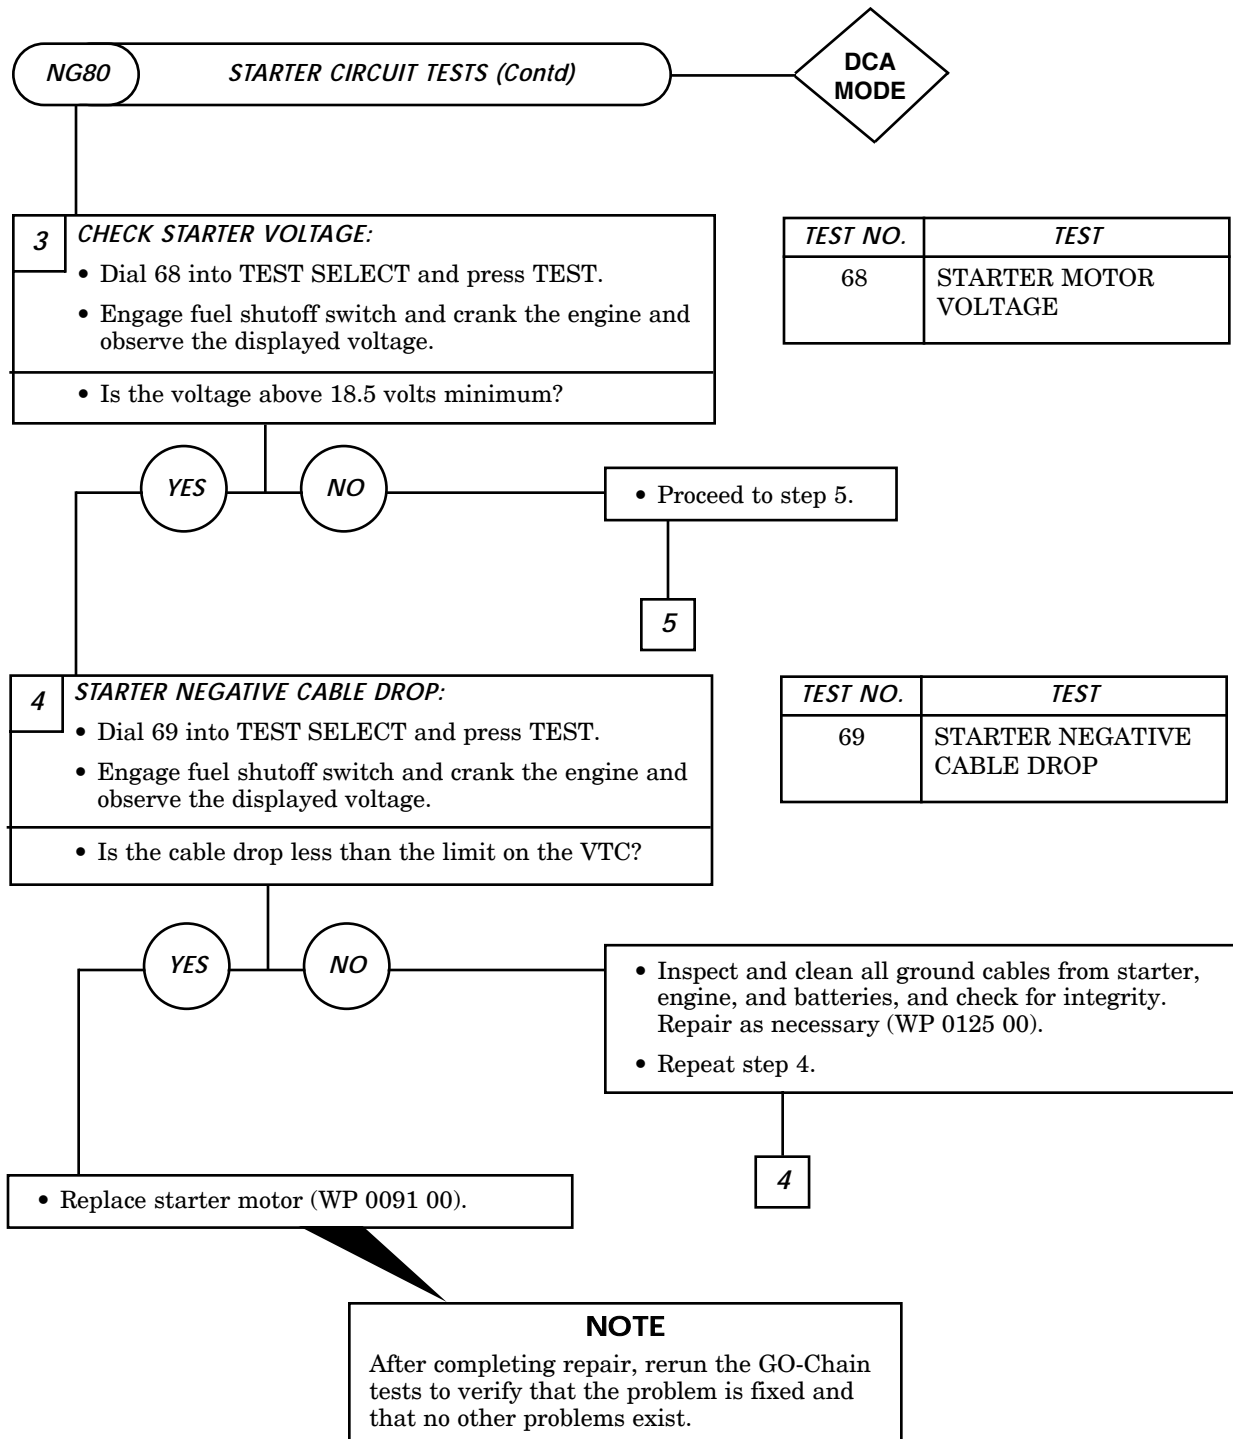 NG80
STARTER CIRCUIT TESTS (Contd)
DCA
MODE
3
CHECK STARTER VOLTAGE:
• Dial 68 into TEST SELECT and press TEST.
• Engage fuel shutoff switch and crank the engine and
observe the displayed voltage.
• Is the voltage above 18.5 volts minimum?
TEST NO.
TEST
68
STARTER MOTOR
VOLTAGE
YES
NO
• Proceed to step 5.
5
4
STARTER NEGATIVE CABLE DROP:
• Dial 69 into TEST SELECT and press TEST.
• Engage fuel shutoff switch and crank the engine and
observe the displayed voltage.
• Is the cable drop less than the limit on the VTC?
TEST NO.
TEST
69
STARTER NEGATIVE
CABLE DROP
YES
NO
• Inspect and clean all ground cables from starter,
engine, and batteries, and check for integrity.
Repair as necessary (WP 0125 00).
• Repeat step 4.
4
• Replace starter motor (WP 0091 00).
NOTE
After completing repair, rerun the GO-Chain
tests to verify that the problem is fixed and
that no other problems exist.